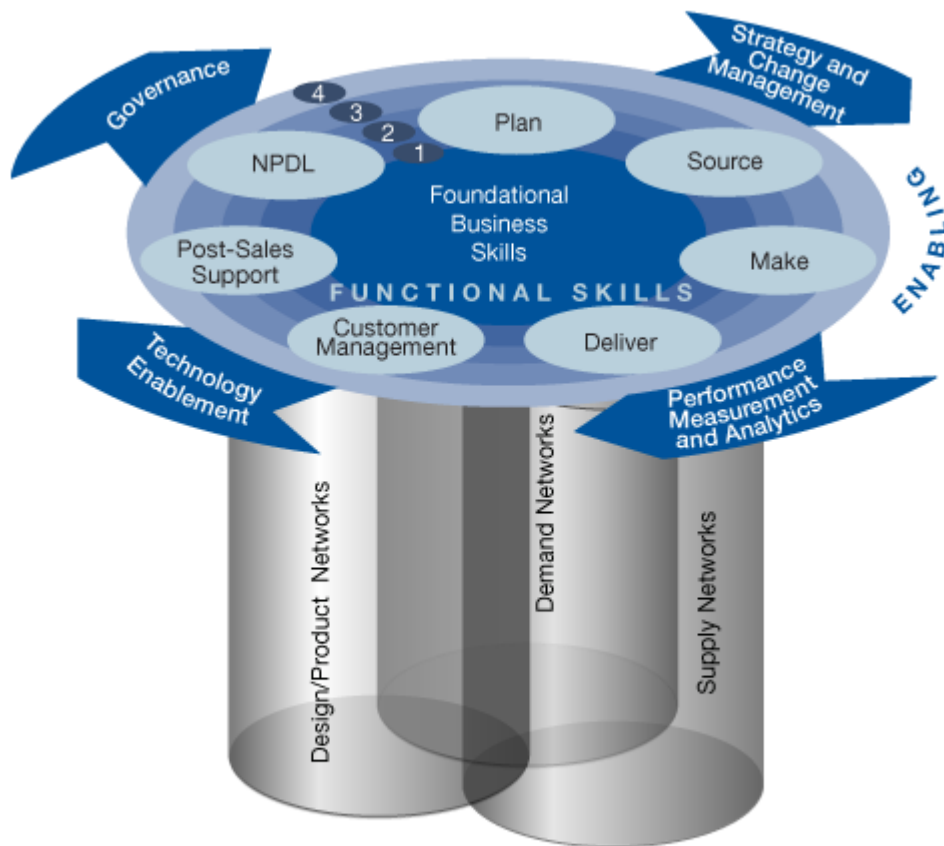 Governance
Strategy and
Change
Management
4
3
2
1
Plan
NPDL
Source
Foundational
Business
Skills
ENABLING
Post-Sales
Support
Make
FUNCTIONAL SKILLS
Customer
Management
Deliver
Technology
Enablement
Performance
Measurement
and Analytics
Design/Product Networks
Demand Networks
Supply Networks